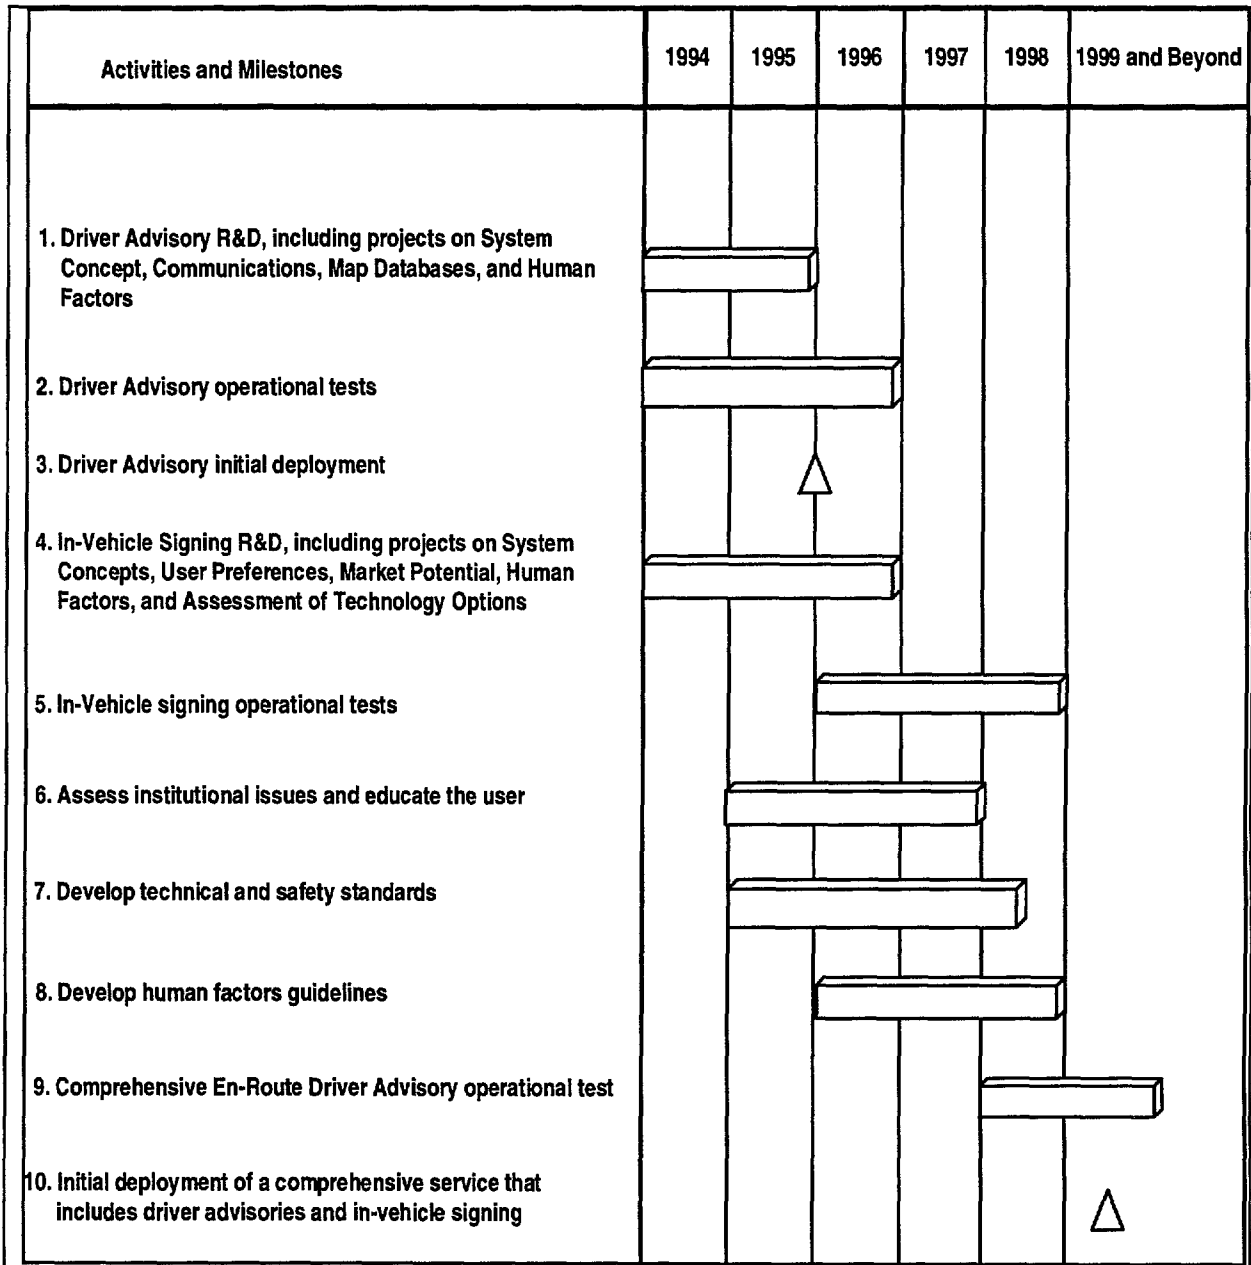 Activities and Milestones
1994
1995
1996
1997
1998
1999 and Beyond
1. Driver Advisory R&D, including projects on System
Concept, Communications, Map Databases, and Human
Factors
2. Driver Advisory operational tests
3. Driver Advisory initial deployment
4. In-Vehicle Signing R&D, including projects on System
Concepts, User Preferences, Market Potential, Human
Factors, and Assessment of Technology Options
5. In-Vehicle signing operational tests
6. Assess institutional issues and educate the user
7. Develop technical and safety standards
8. Develop human factors guidelines
9. Comprehensive En-Route Driver Advisory operational test
10. Initial deployment of a comprehensive service that
includes driver advisories and in-vehicle signing